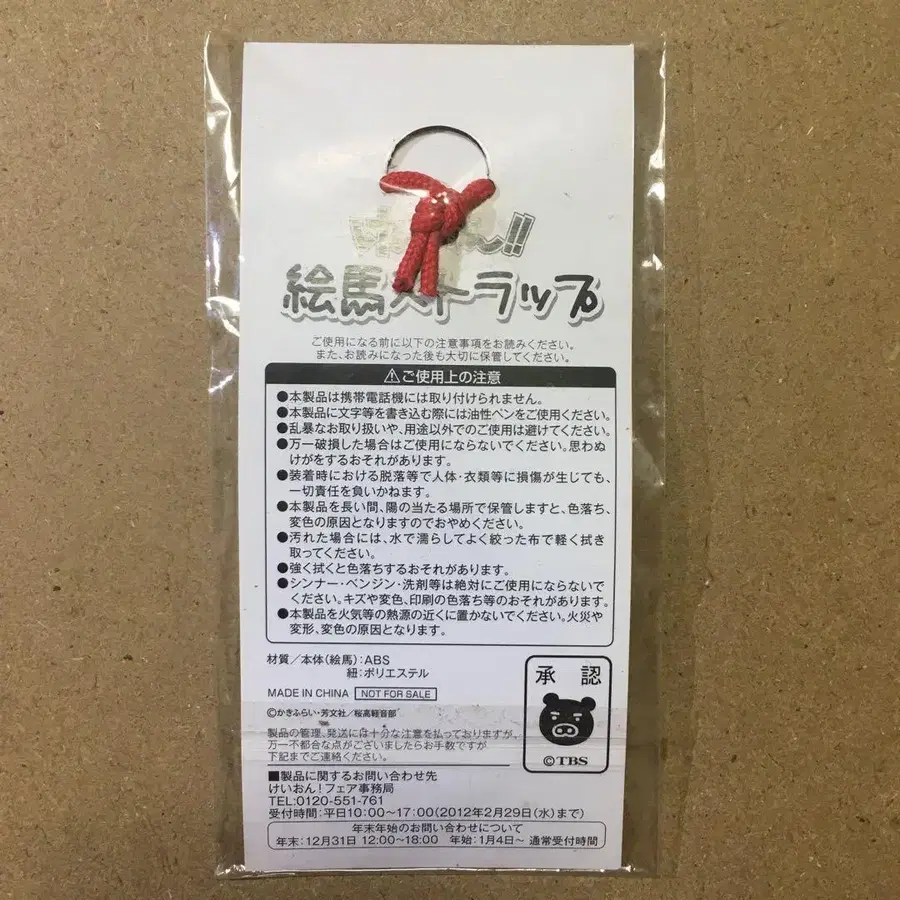 ん〜!!
絵馬ストラップ
ご使用になる前に以下の注意事項をお読みください。
また、お読みになった後も大切に保管してください。
⚠ご使用上の注意
●本製品は携帯電話機には取り付けられません。
●本製品に文字等を書き込む際には油性ペンをご使用ください。
●乱暴なお取り扱いや、用途以外でのご使用は避けてください。
●万一破損した場合はご使用にならないでください。思わぬ
けがをするおそれがあります。
●装着時における脱落等で人体・衣類等に損傷が生じても、
一切責任を負いかねます。
●本製品を長い間、陽の当たる場所で保管しますと、色落ち、
変色の原因となりますのでおやめください。
●汚れた場合には、水で濡らしてよく絞った布で軽く拭き
取ってください。
●強く拭くと色落ちするおそれがあります。
●シンナー・ベンジン・洗剤等は絶対にご使用にならないで
ください。キズや変色、印刷の色落ち等のおそれがあります。
●本製品を火気等の熱源の近くに置かないでください。火災や
変形、変色の原因となります。
材質/本体(絵馬):ABS
紐:ポリエステル
MADE IN CHINA NOT FOR SALE
©かきふらい・芳文社/桜高軽音部
製品の管理、発送には十分な注意を払っておりますが、
万一不都合な点がございましたらお手数ですが
下記までご連絡ください。
承認
©TBS
■製品に関するお問い合わせ先
けいおん!フェア事務局
TEL:0120-551-761
受付時間:平日10:00~17:00(2012年2月29日(水)まで)
年末年始のお問い合わせについて
年末:12月31日 12:00~18:00 年始:1月4日~ 通常受付時間